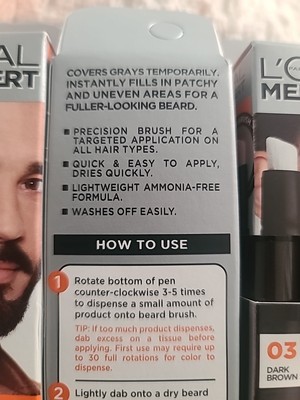 COVERS GRAYS TEMPORARILY.
INSTANTLY FILLS IN PATCHY
AND UNEVEN AREAS FOR A
FULLER-LOOKING BEARD.
■ PRECISION BRUSH FOR A
TARGETED APPLICATION ON
ALL HAIR TYPES.
■ QUICK & EASY TO APPLY,
DRIES QUICKLY.
■ LIGHTWEIGHT AMMONIA-FREE
FORMULA.
■ WASHES OFF EASILY.
HOW TO USE
1 Rotate bottom of pen
counter-clockwise 3-5 times
to dispense a small amount of
product onto beard brush.
TIP: If too much product dispenses,
dab excess on a tissue before
applying. First use may require up
to 30 full rotations for color to
dispense.
2 Lightly dab onto a dry beard
AL
ERT
L'O
ME
03
DARK
BROWN